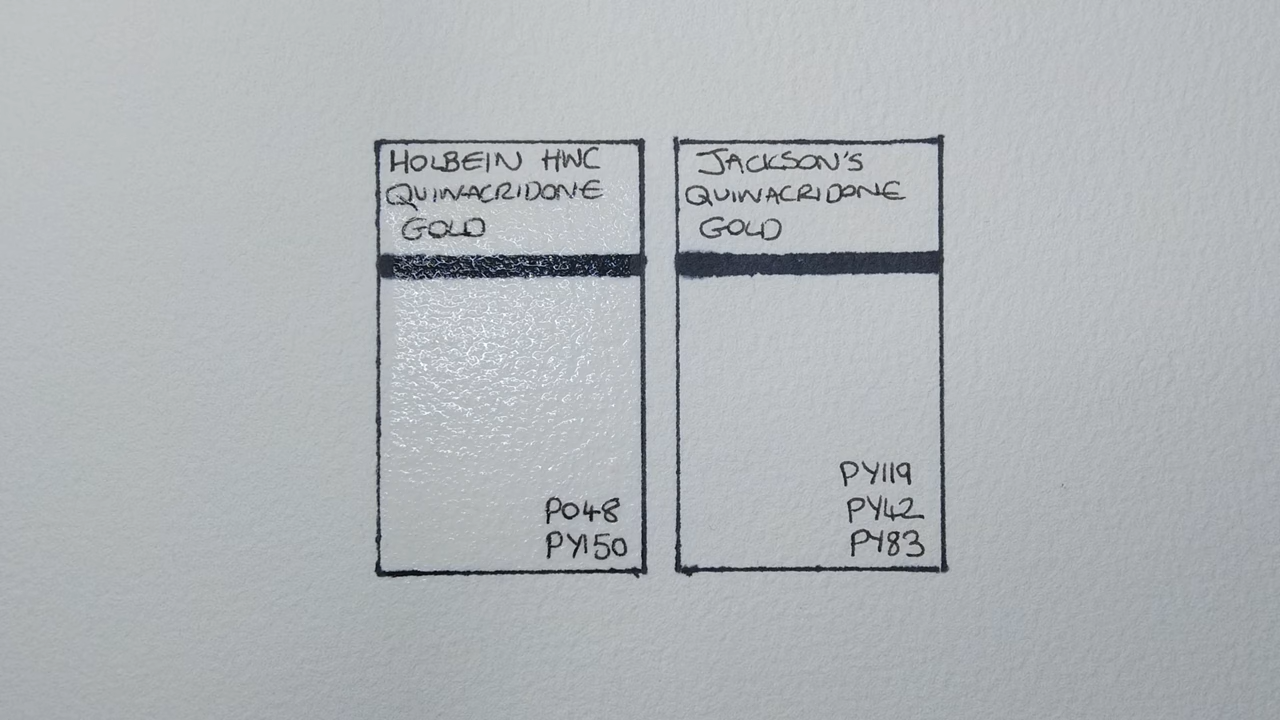 HOLBEIN HWC
QUINACRIDONE
GOLD
PO48
PY150
JACKSON'S
QUINACRIDONE
GOLD
PY119
PY42
PY83